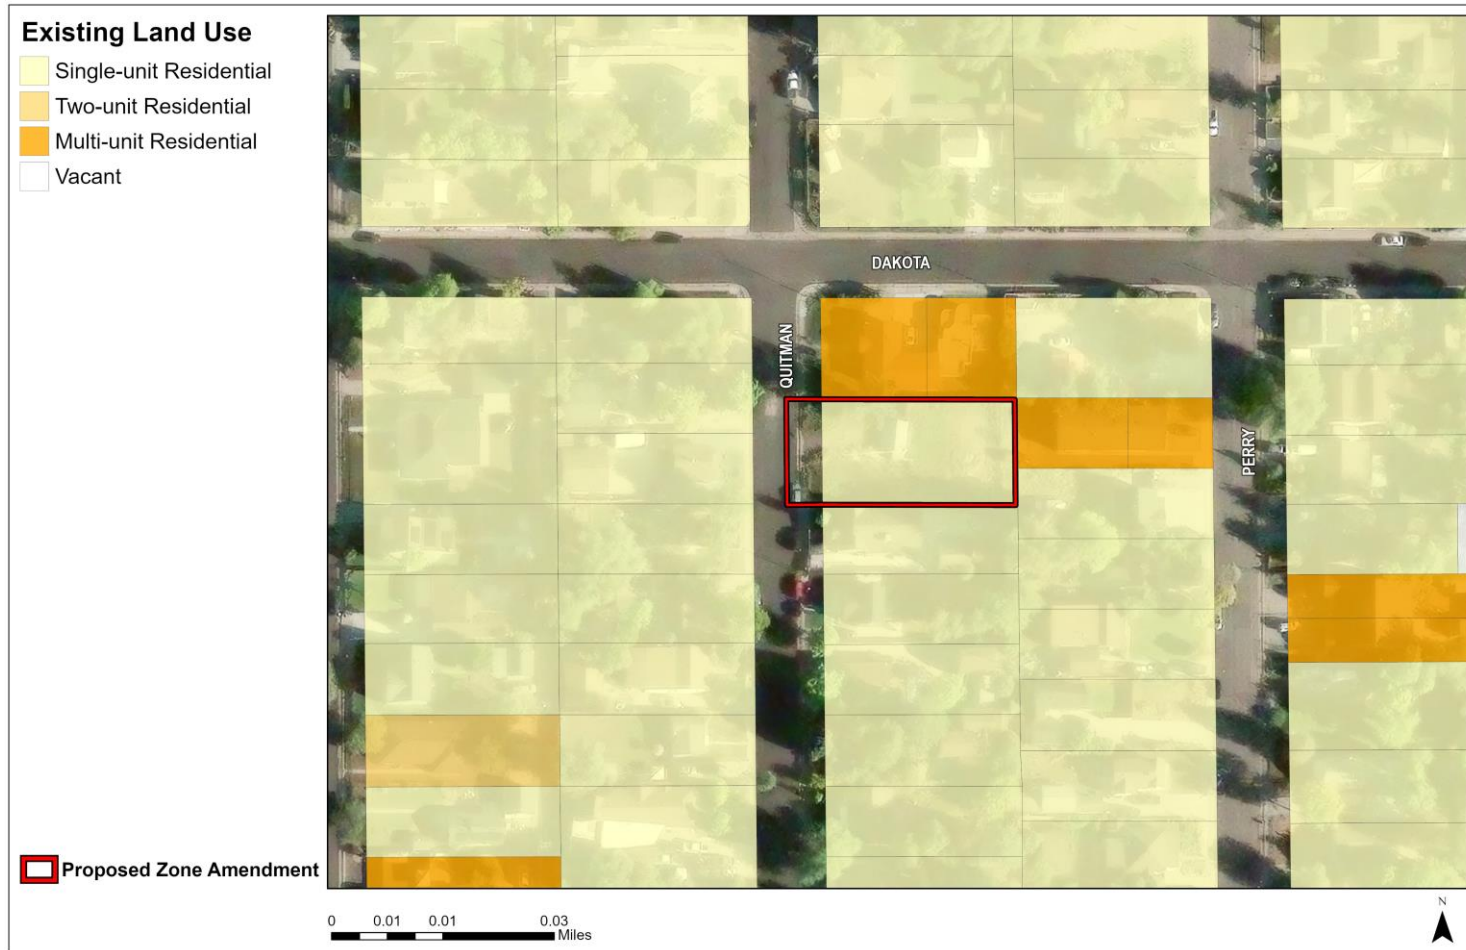 Existing Land Use
Single-unit Residential
Two-unit Residential
Multi-unit Residential
Vacant
DAKOTA
QUITMAN
PERRY
Proposed Zone Amendment
0 0.01 0.01 0.03
Miles
N